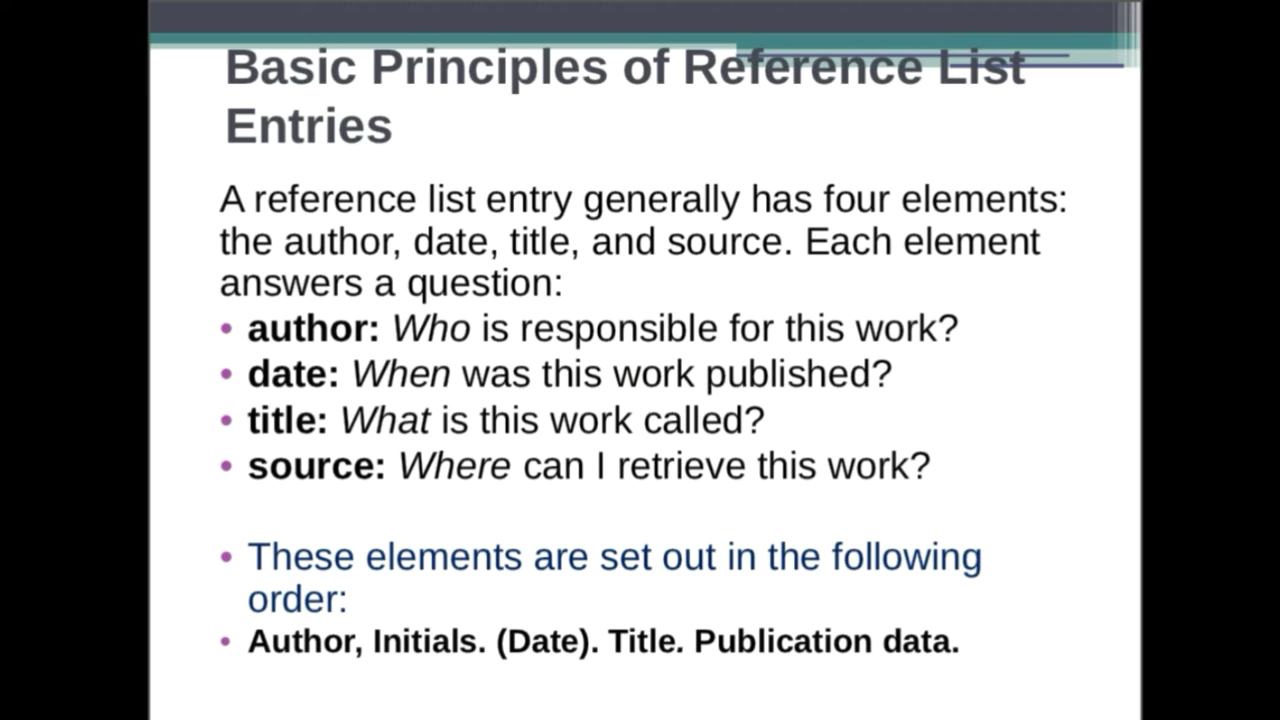 Basic Principles of Reference List
Entries
A reference list entry generally has four elements:
the author, date, title, and source. Each element
answers a question:
• author: Who is responsible for this work?
• date: When was this work published?
• title: What is this work called?
• source: Where can I retrieve this work?
• These elements are set out in the following
order:
• Author, Initials. (Date). Title. Publication data.